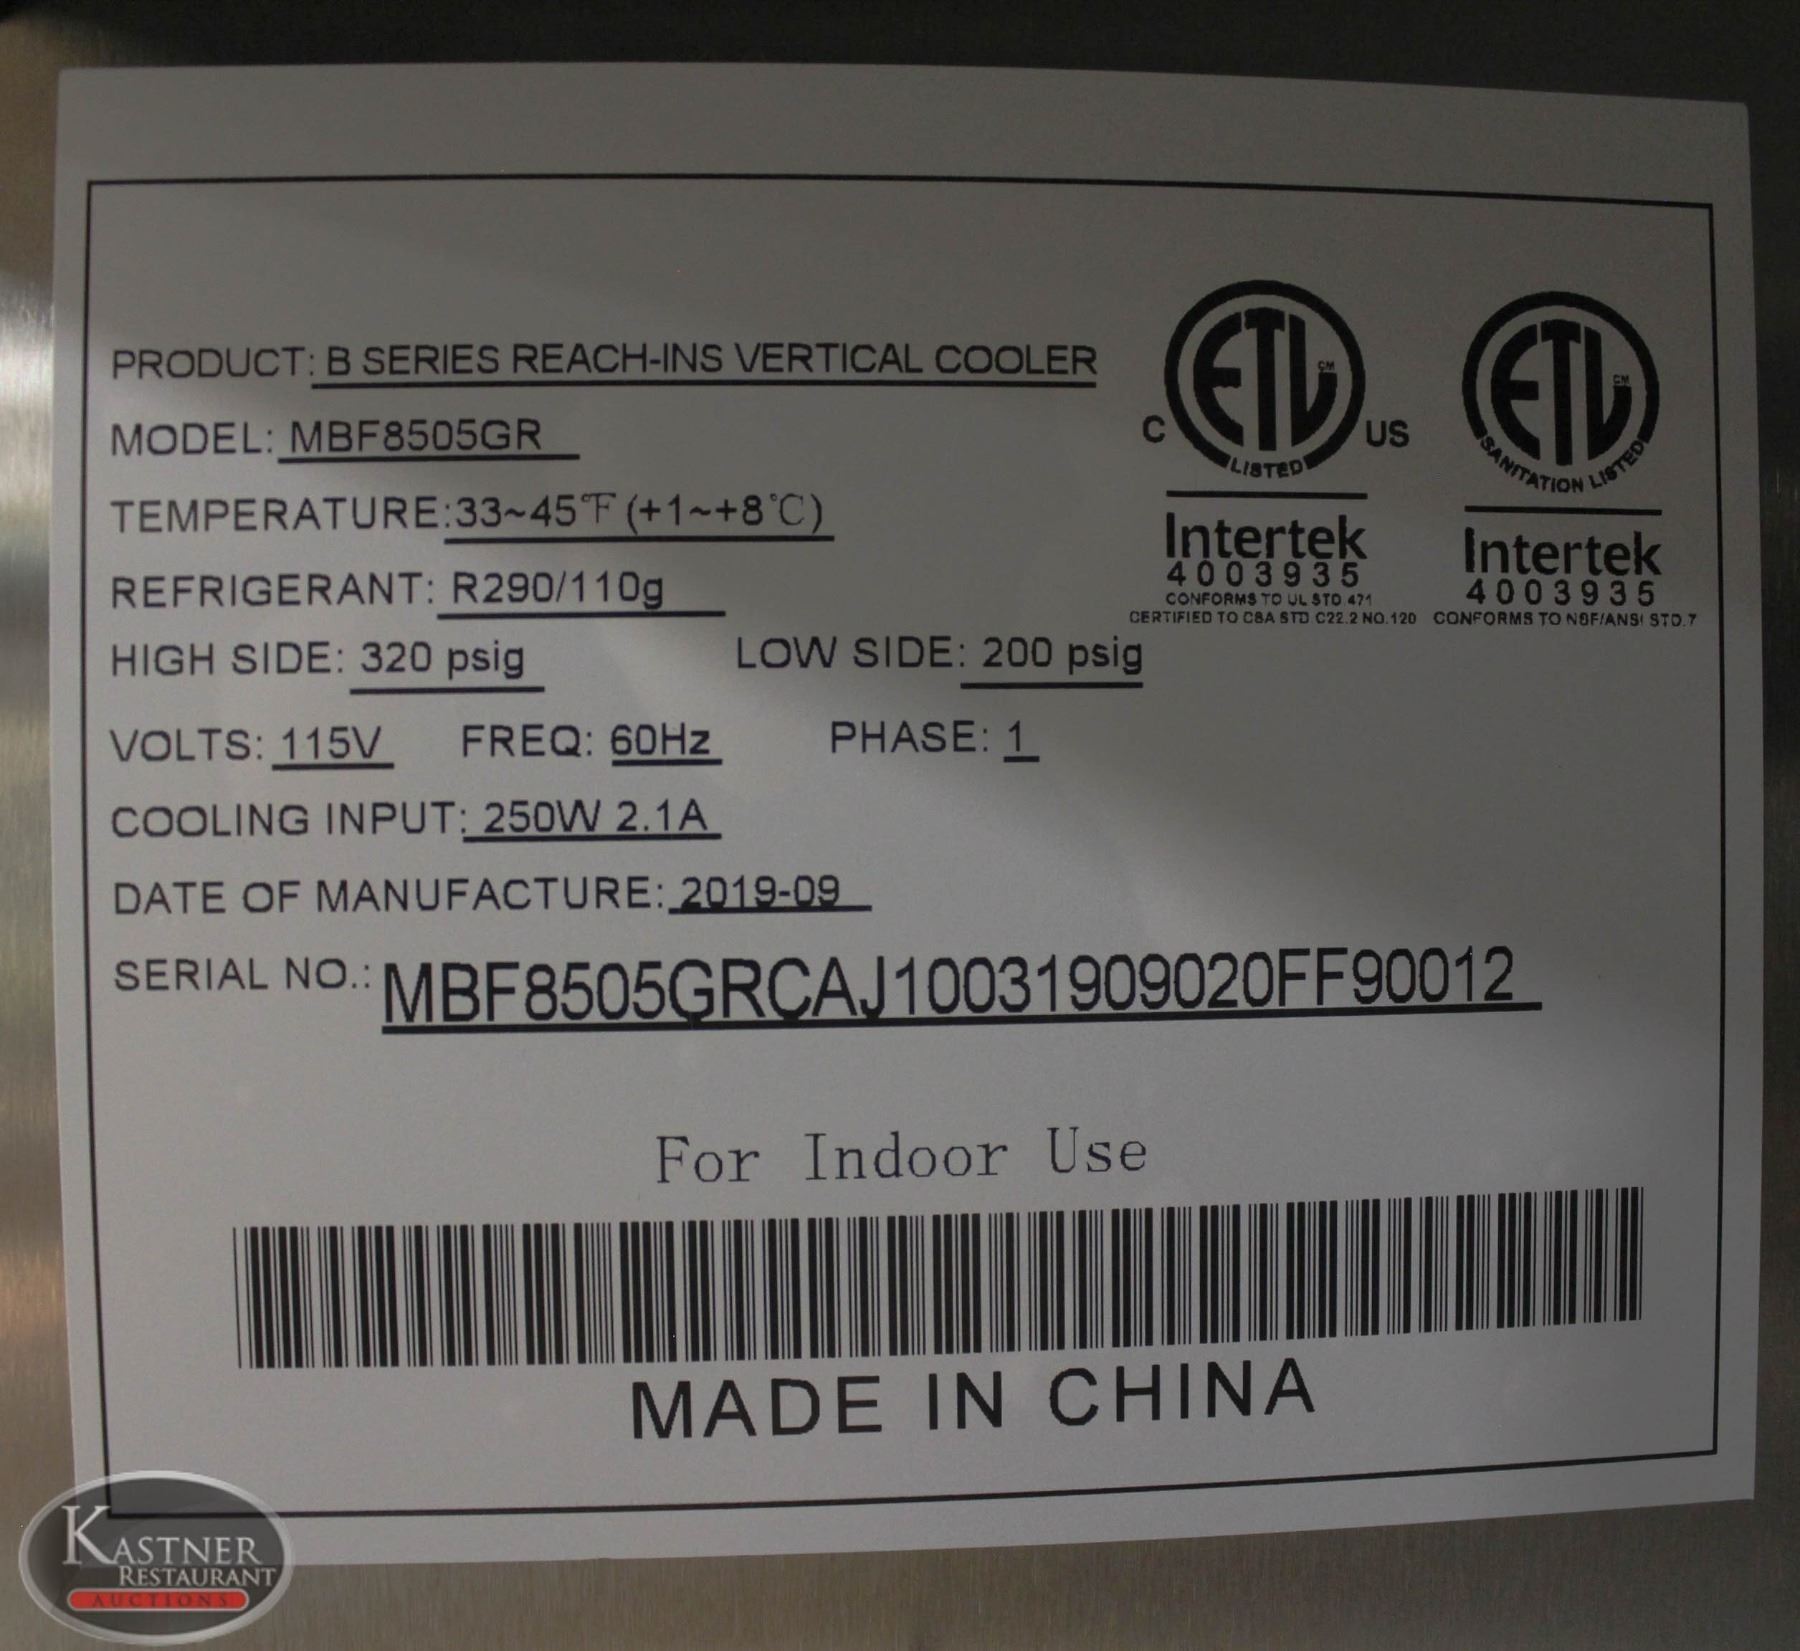 PRODUCT: B SERIES REACH-INS VERTICAL COOLER
MODEL: MBF8505GR
TEMPERATURE: 33~45°F (+1~+8°C)
REFRIGERANT: R290/110g
HIGH SIDE: 320 psig LOW SIDE: 200 psig
VOLTS: 115V FREQ: 60Hz PHASE: 1
COOLING INPUT: 250W 2.1A
DATE OF MANUFACTURE: 2019-09
SERIAL NO.: MBF8505GRCAJ10031909020FF90012
ETL CM
C US
LISTED
Intertek
4003935
CONFORMS TO UL STD 471
CERTIFIED TO CSA STD C22.2 NO.120
ETL CM
SANITATION LISTED
Intertek
4003935
CONFORMS TO NSF/ANSI STD.7
For Indoor Use
MADE IN CHINA
KASTNER
RESTAURANT
AUCTIONS